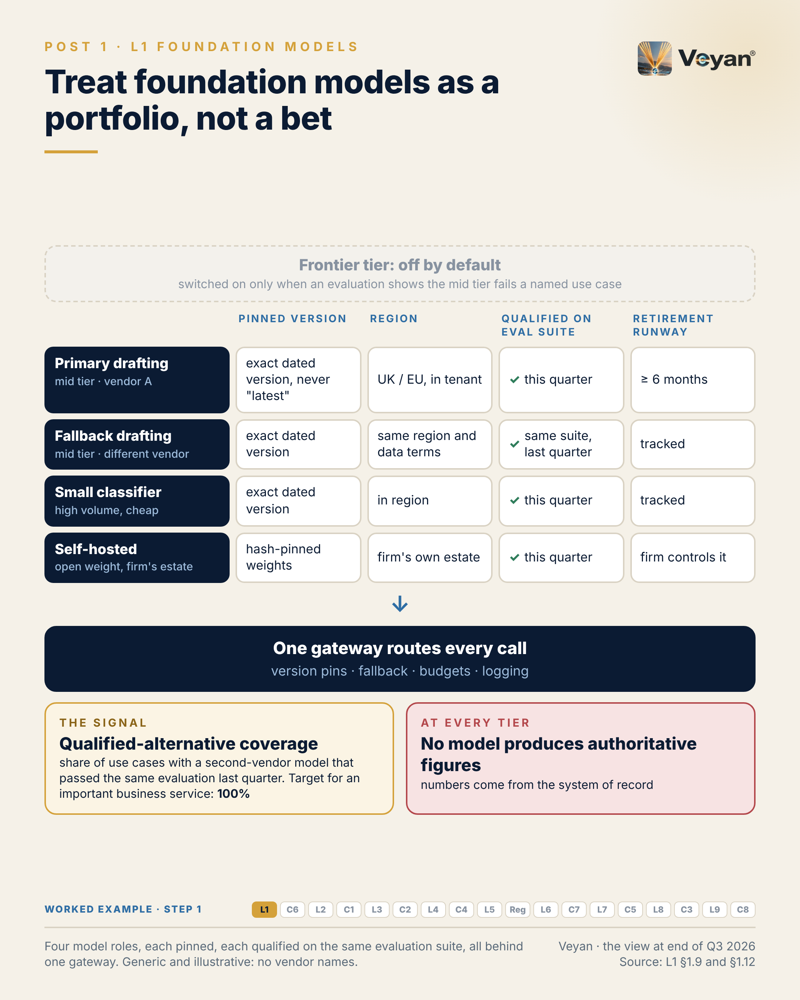 POST 1 · L1 FOUNDATION MODELS
Veyan®
Treat foundation models as a
portfolio, not a bet
Frontier tier: off by default
switched on only when an evaluation shows the mid tier fails a named use case
PINNED VERSION
REGION
QUALIFIED ON
EVAL SUITE
RETIREMENT
RUNWAY
Primary drafting
mid tier · vendor A
exact dated
version, never
"latest"
UK / EU, in tenant
✓ this quarter
≥ 6 months
Fallback drafting
mid tier · different vendor
exact dated
version
same region and
data terms
✓ same suite,
last quarter
tracked
Small classifier
high volume, cheap
exact dated
version
in region
✓ this quarter
tracked
Self-hosted
open weight, firm's estate
hash-pinned
weights
firm's own estate
✓ this quarter
firm controls it
↓
One gateway routes every call
version pins · fallback · budgets · logging
THE SIGNAL
Qualified-alternative coverage
share of use cases with a second-vendor model that
passed the same evaluation last quarter. Target for an
important business service: 100%
AT EVERY TIER
No model produces authoritative
figures
numbers come from the system of record
WORKED EXAMPLE · STEP 1
L1 C6 L2 C1 L3 C2 L4 C4 L5 Reg L6 C7 L7 C5 L8 C3 L9 C8
Four model roles, each pinned, each qualified on the same evaluation suite, all behind
one gateway. Generic and illustrative: no vendor names.
Veyan · the view at end of Q3 2026
Source: L1 §1.9 and §1.12